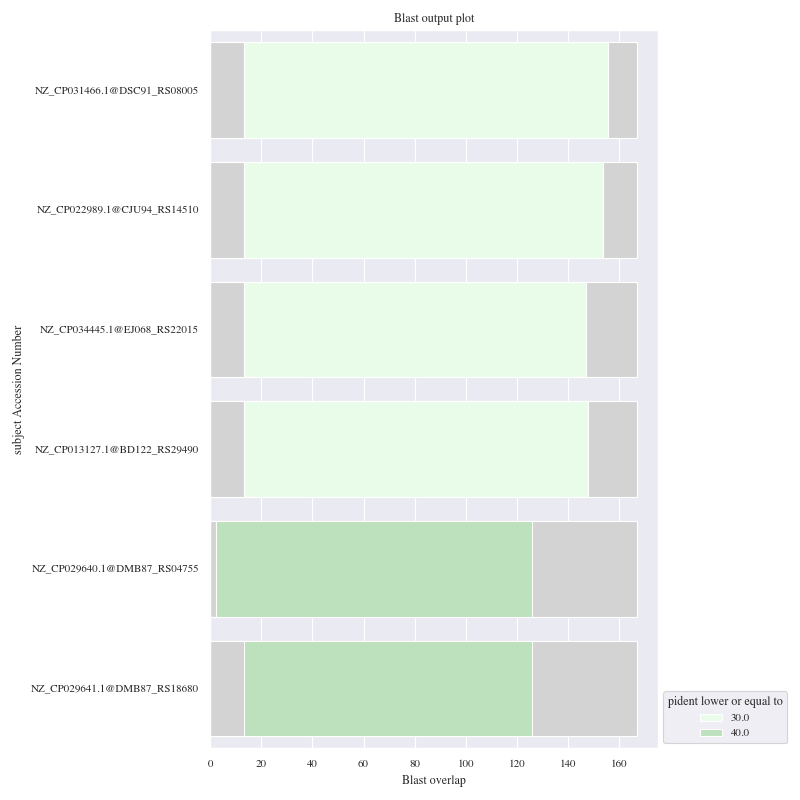 Blast output plot
subject Accession Number
NZ_CP031466.1@DSC91_RS08005
NZ_CP022989.1@CJU94_RS14510
NZ_CP034445.1@EJ068_RS22015
NZ_CP013127.1@BD122_RS29490
NZ_CP029640.1@DMB87_RS04755
NZ_CP029641.1@DMB87_RS18680
0 20 40 60 80 100 120 140 160
Blast overlap
pident lower or equal to
30.0
40.0